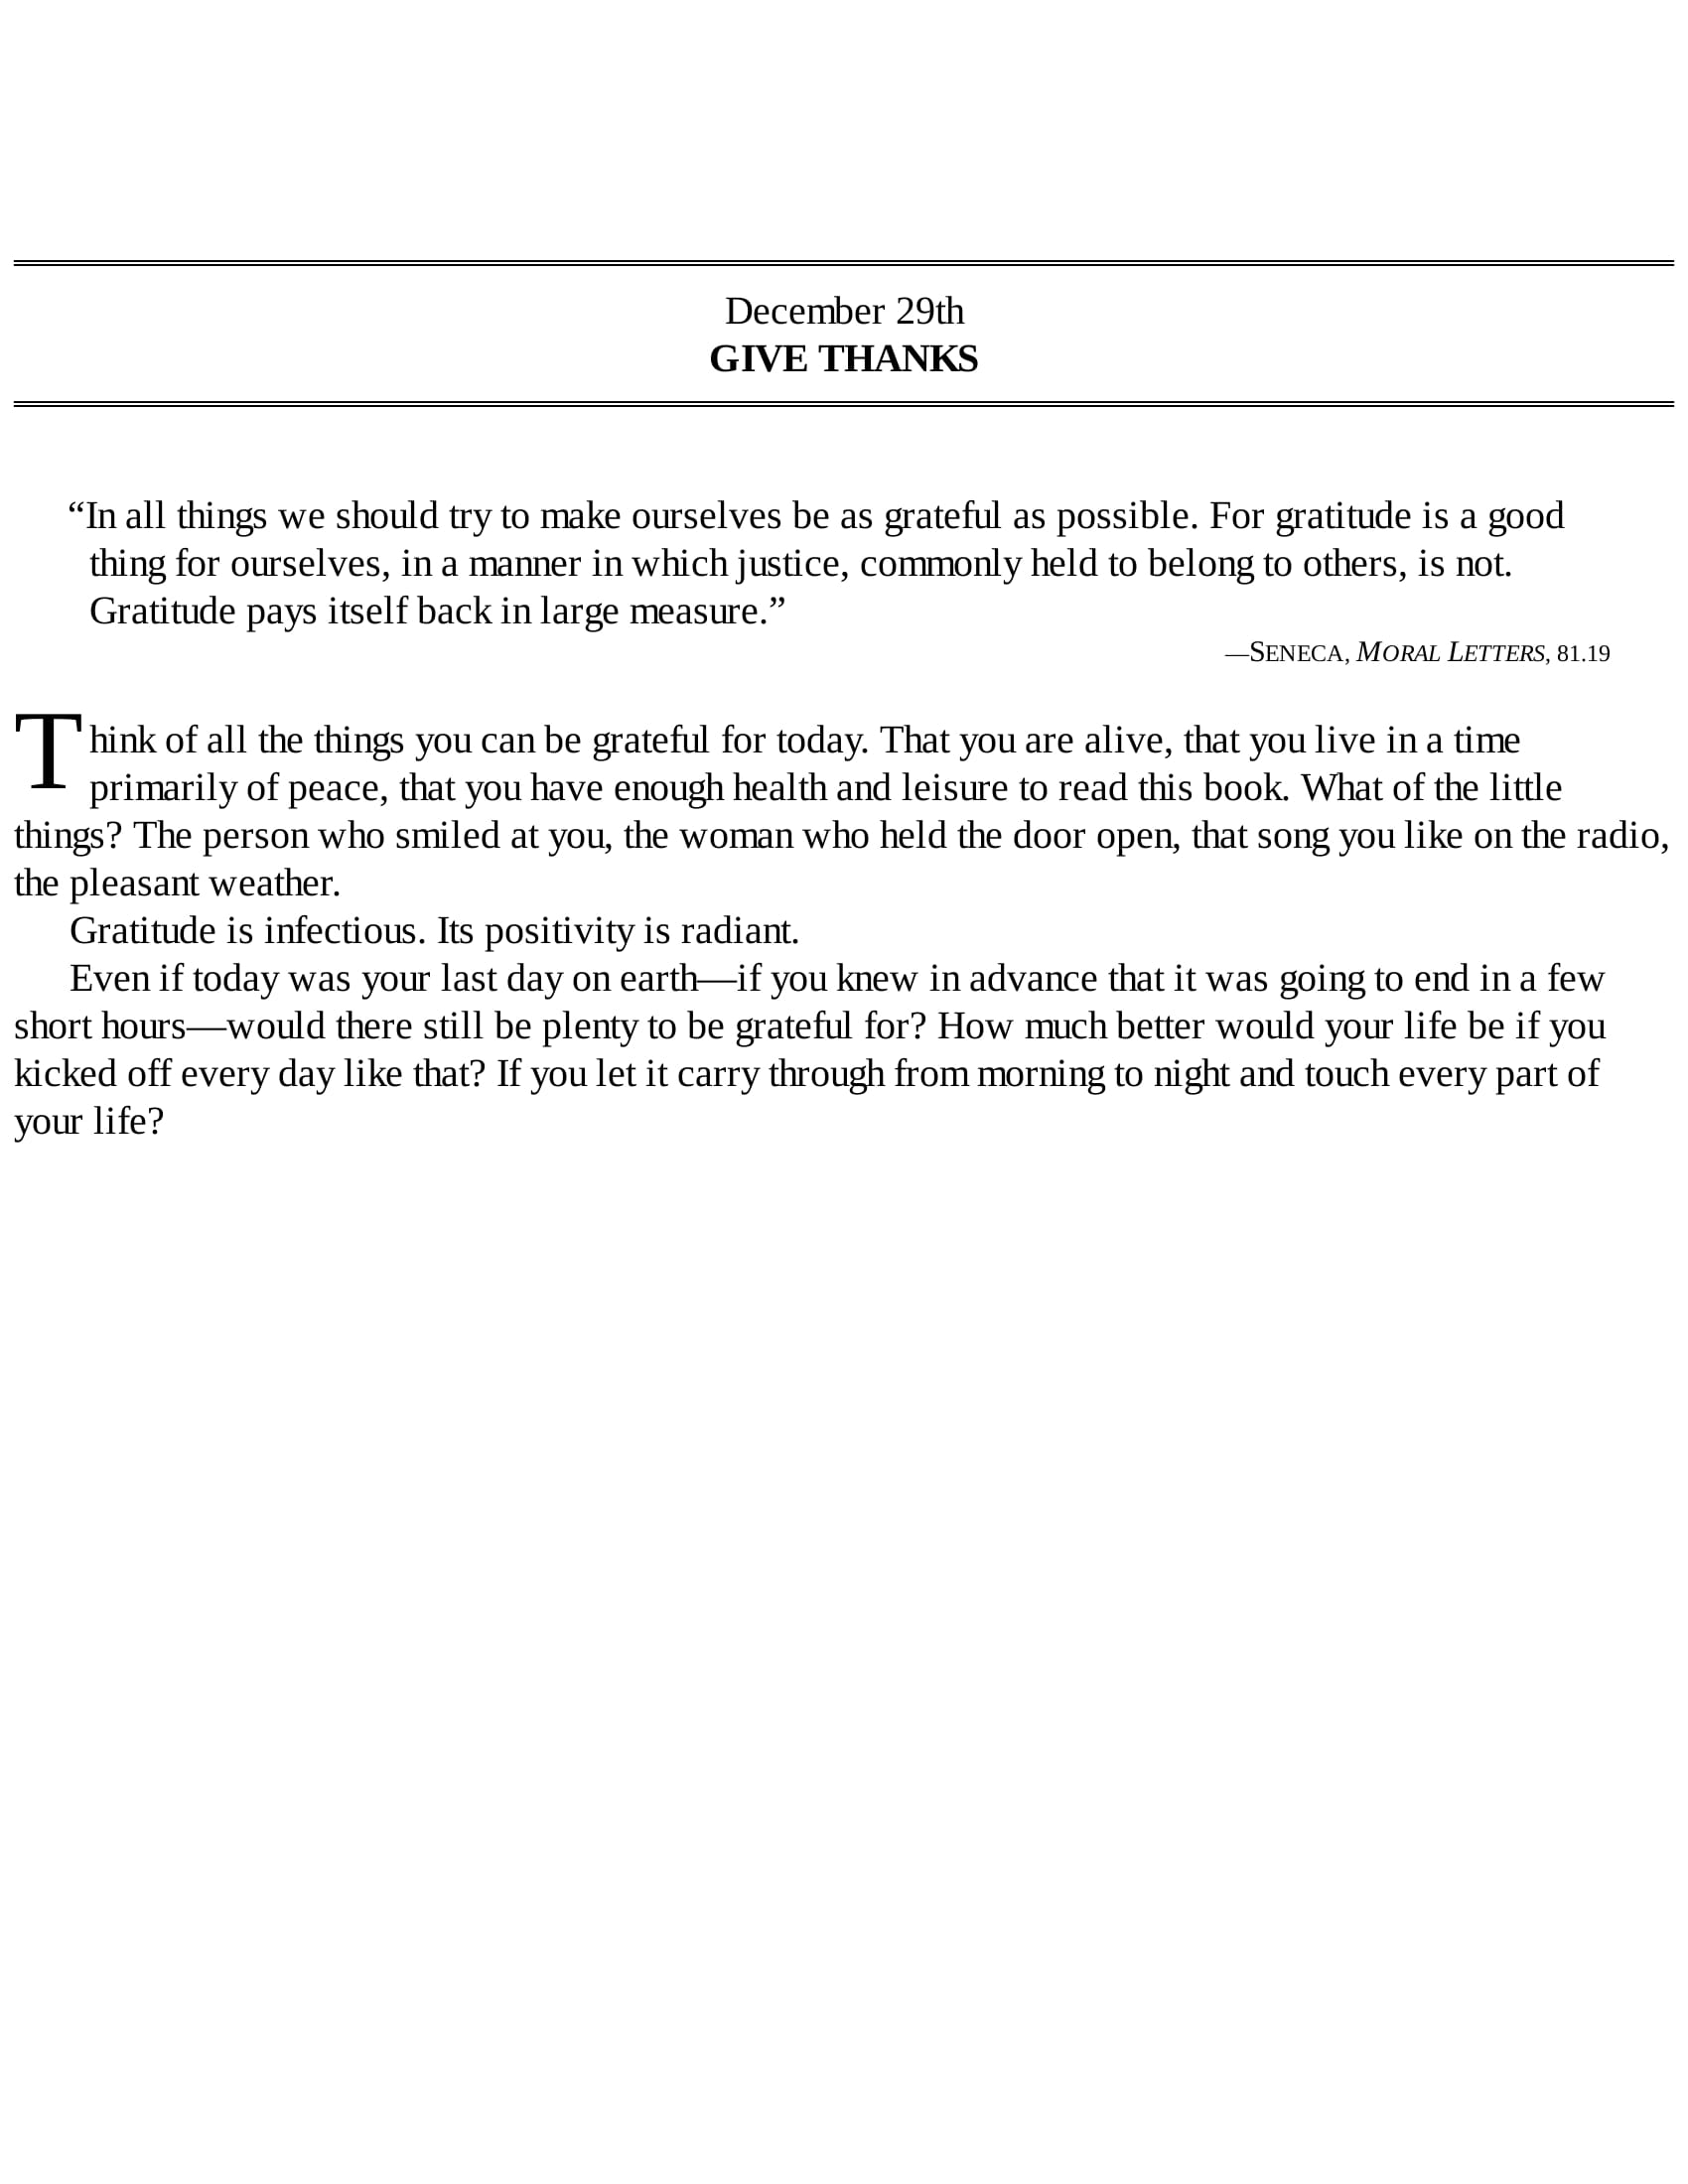 December 29th
GIVE THANKS
“In all things we should try to make ourselves be as grateful as possible. For gratitude is a good
thing for ourselves, in a manner in which justice, commonly held to belong to others, is not.
Gratitude pays itself back in large measure.”
—SENECA, MORAL LETTERS, 81.19
Think of all the things you can be grateful for today. That you are alive, that you live in a time
primarily of peace, that you have enough health and leisure to read this book. What of the little
things? The person who smiled at you, the woman who held the door open, that song you like on the radio,
the pleasant weather.
Gratitude is infectious. Its positivity is radiant.
Even if today was your last day on earth—if you knew in advance that it was going to end in a few
short hours—would there still be plenty to be grateful for? How much better would your life be if you
kicked off every day like that? If you let it carry through from morning to night and touch every part of
your life?